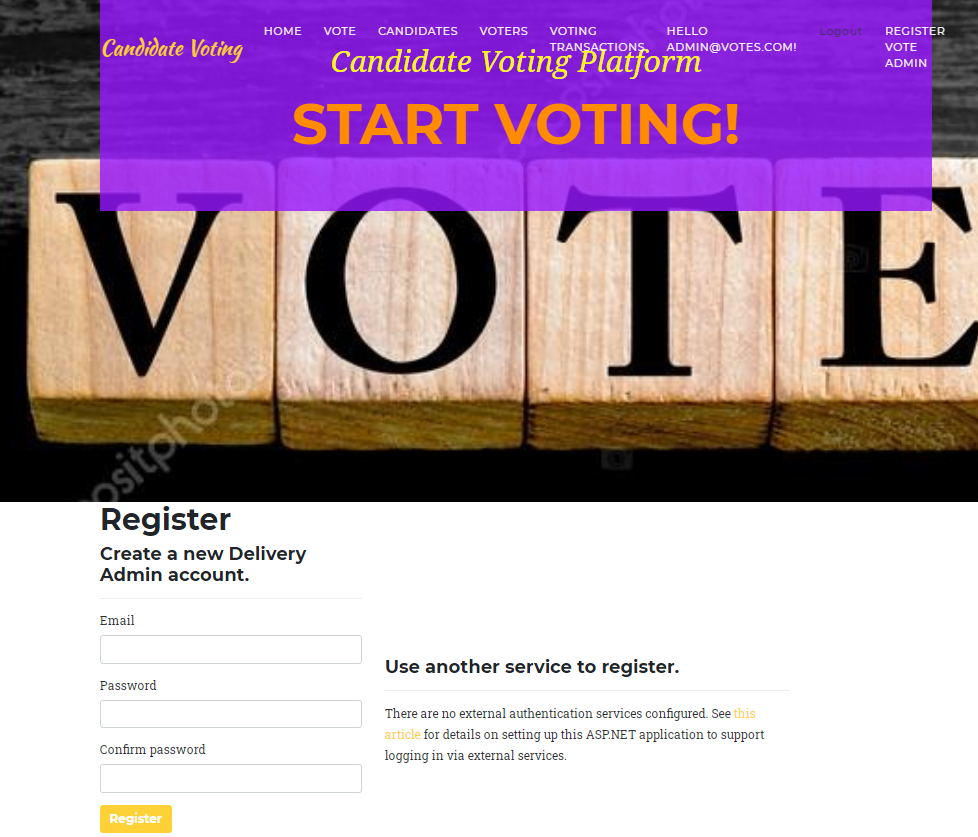 Candidate Voting
HOME
VOTE
CANDIDATES
VOTERS
VOTING
TRANSACTIONS
HELLO
ADMIN@VOTES.COM!
Logout
REGISTER
VOTE
ADMIN
Candidate Voting Platform
START VOTING!
VOTE
Register
Create a new Delivery
Admin account.
Email
Password
Confirm password
Register
Use another service to register.
There are no external authentication services configured. See this
article for details on setting up this ASP.NET application to support
logging in via external services.